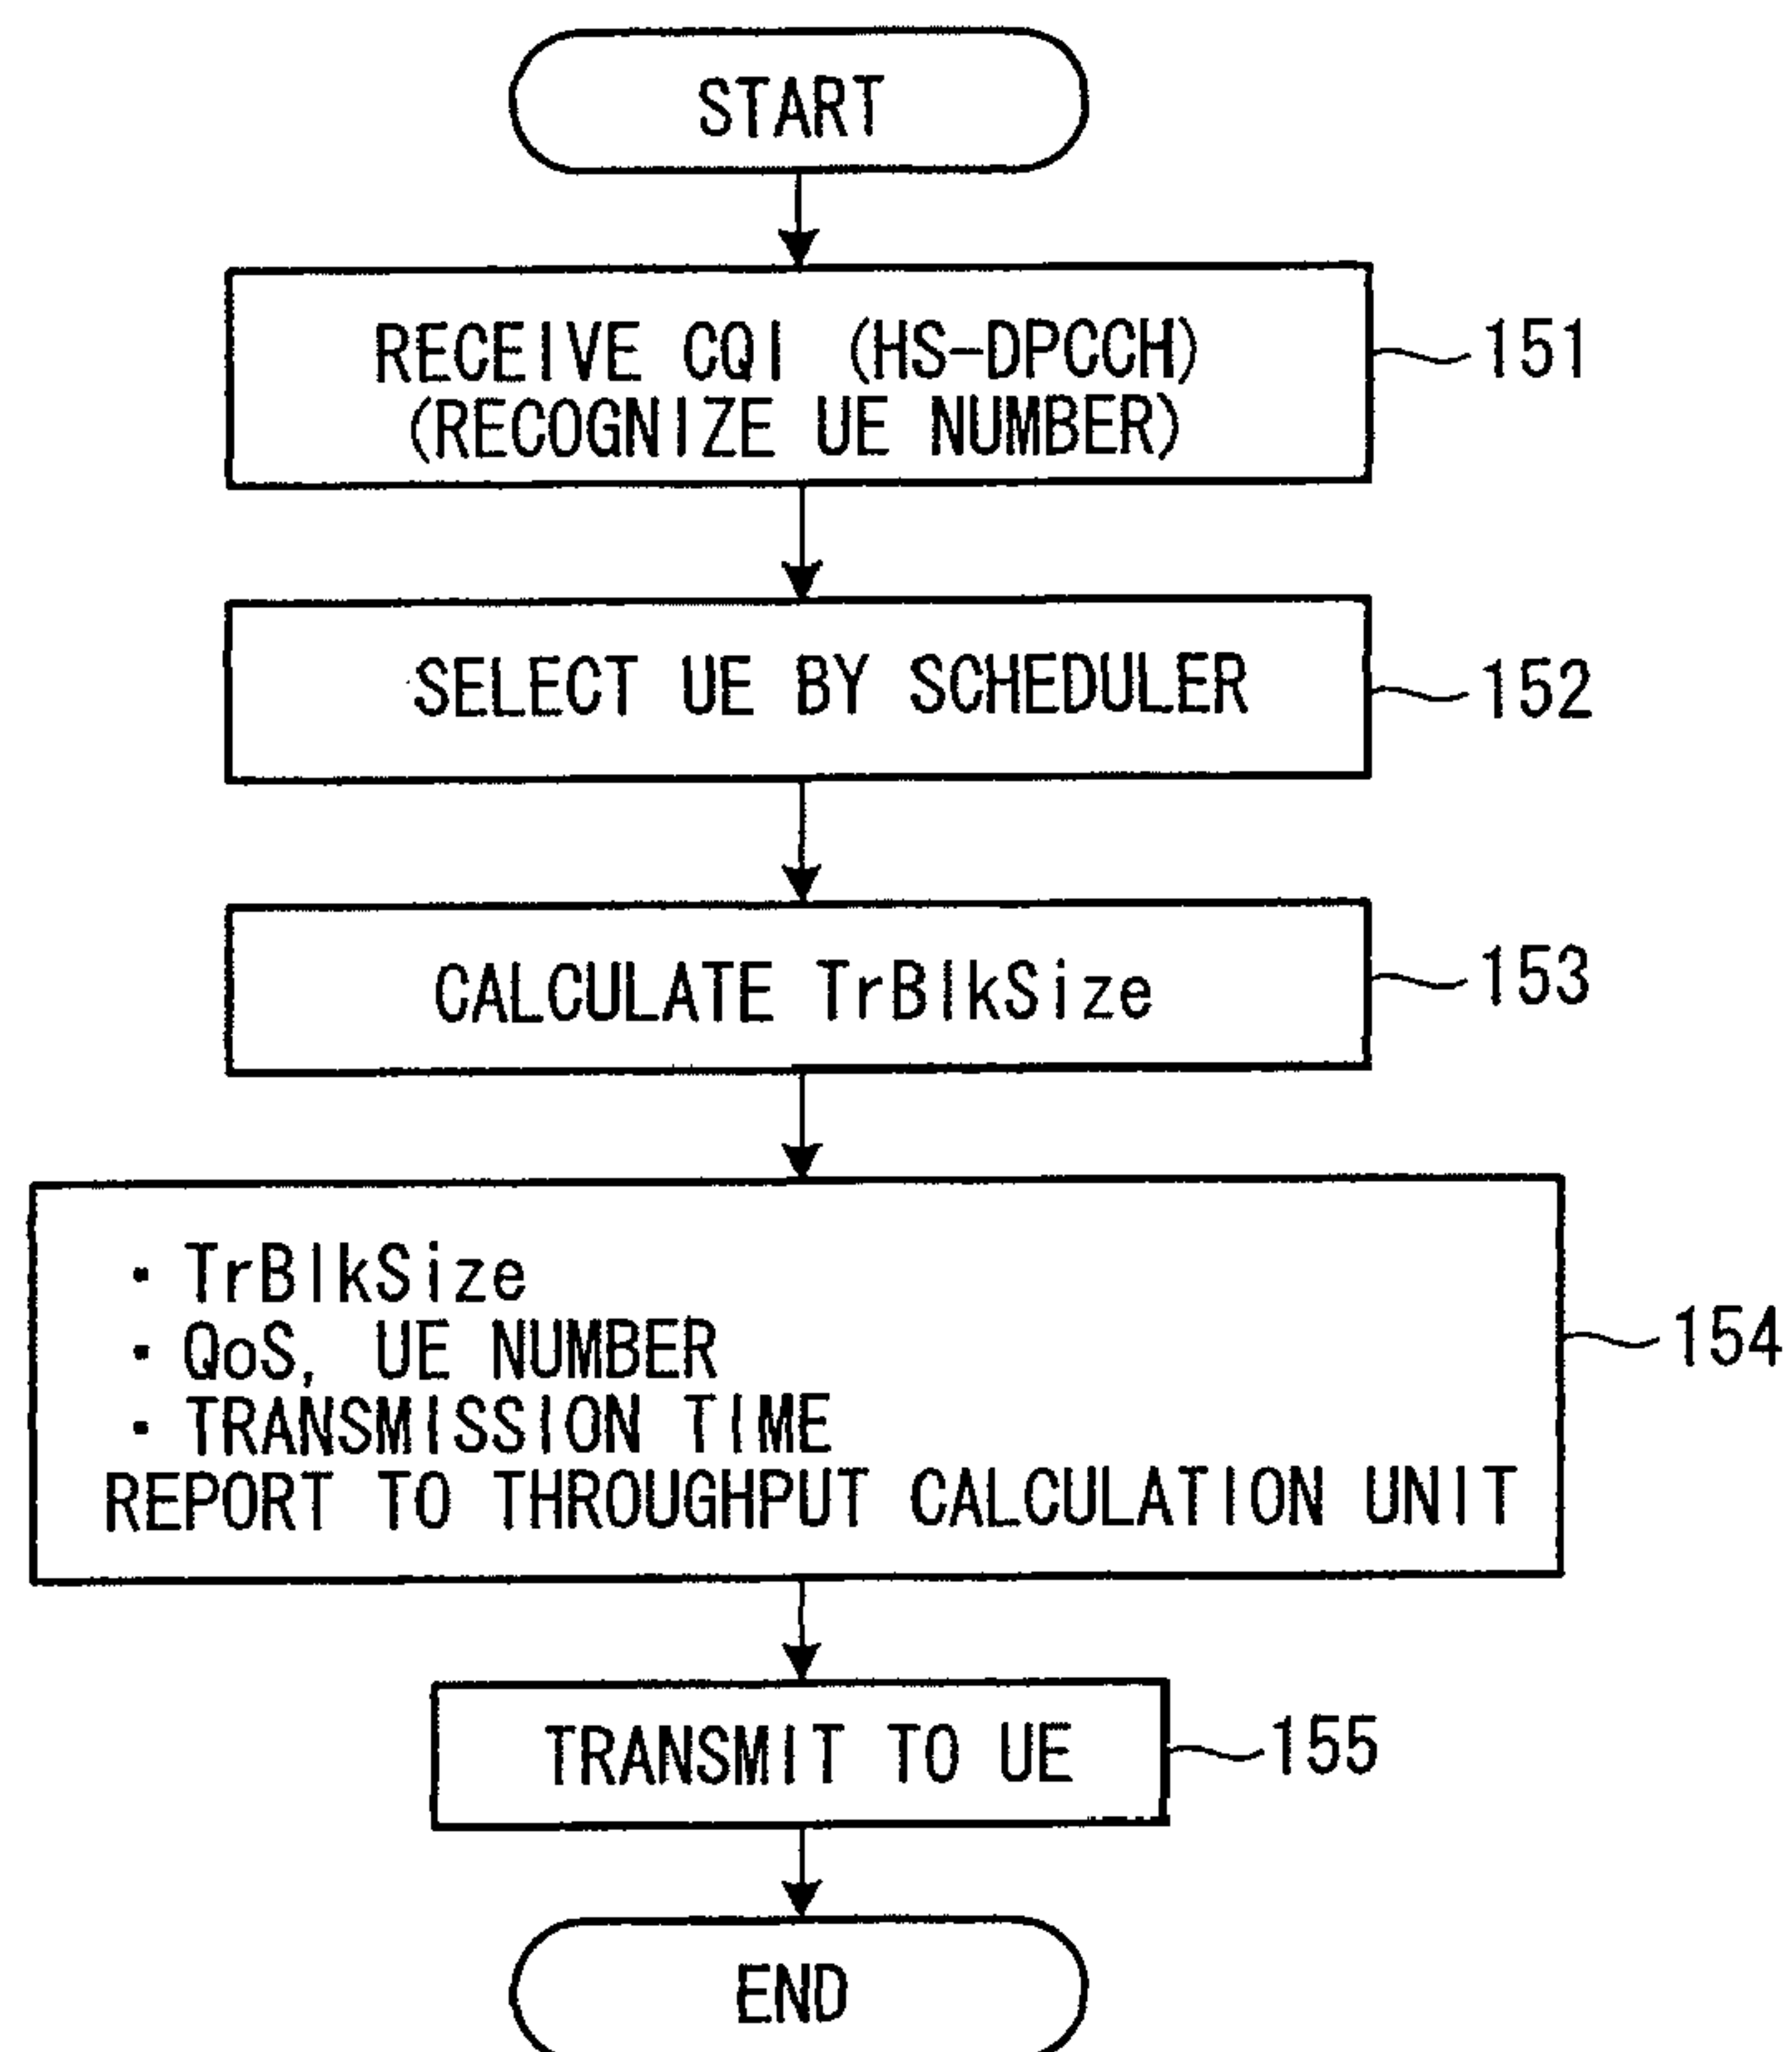 START
RECEIVE CQI (HS-DPCCH)
(RECOGNIZE UE NUMBER)
151
SELECT UE BY SCHEDULER
152
CALCULATE TrBlkSize
153
・TrBlkSize
・QoS, UE NUMBER
・TRANSMISSION TIME
REPORT TO THROUGHPUT CALCULATION UNIT
154
TRANSMIT TO UE
155
END